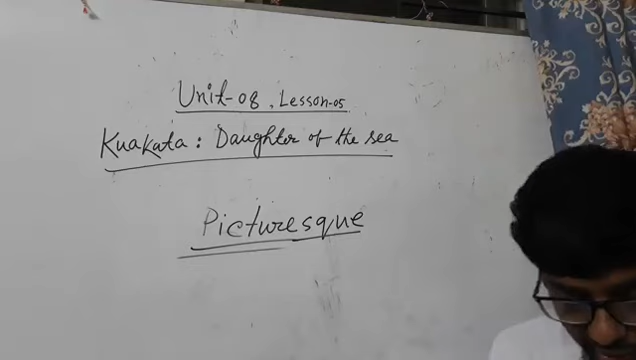 Unit-08, Lesson-05
Kuakata: Daughter of the sea
Picturesque